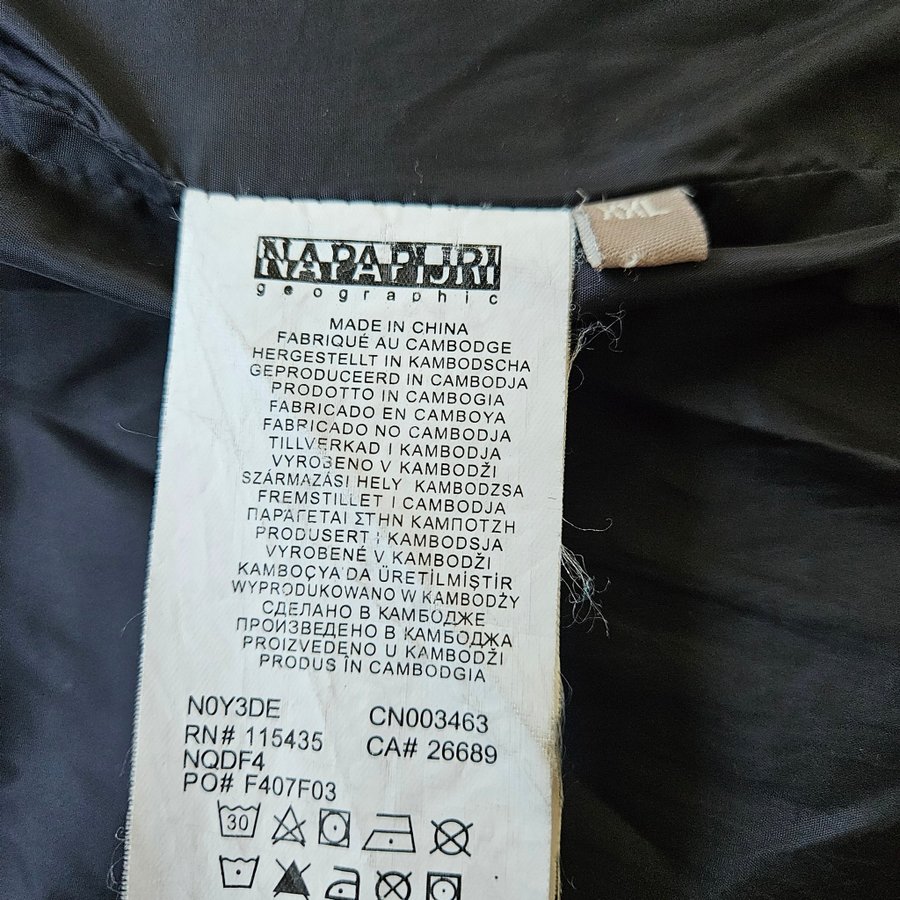 NAPAPIJRI
geographic
XXL
MADE IN CHINA
FABRIQUÉ AU CAMBODGE
HERGESTELLT IN KAMBODSCHA
GEPRODUCEERD IN CAMBODJA
PRODOTTO IN CAMBOGIA
FABRICADO EN CAMBOYA
FABRICADO NO CAMBODJA
TILLVERKAD I KAMBODJA
VYROBENO V KAMBODŽI
SZÁRMAZÁSI HELY KAMBODZSA
FREMSTILLET I CAMBODJA
ΠΑΡΑΓΕΤΑΙ ΣΤΗΝ ΚΑΜΠΟΤΖΗ
PRODUSERT I KAMBODSJA
VYROBENÉ V KAMBODŽI
KAMBOÇYA'DA ÜRETİLMİŞTİR
WYPRODUKOWANO W KAMBODŻY
СДЕЛАНО В КАМБОДЖЕ
ПРОИЗВЕДЕНО В КАМБОДЖА
PROIZVEDENO U KAMBODŽI
PRODUS ÎN CAMBODGIA
N0Y3DE CN003463
RN# 115435 CA# 26689
NQDF4
PO# F407F03
30